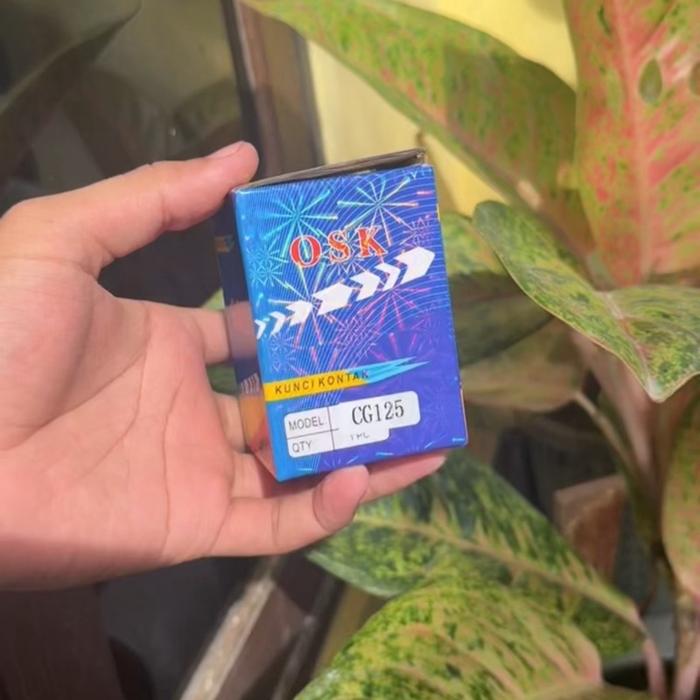 OSK
KUNCI KONTAK
MODEL CG125
QTY